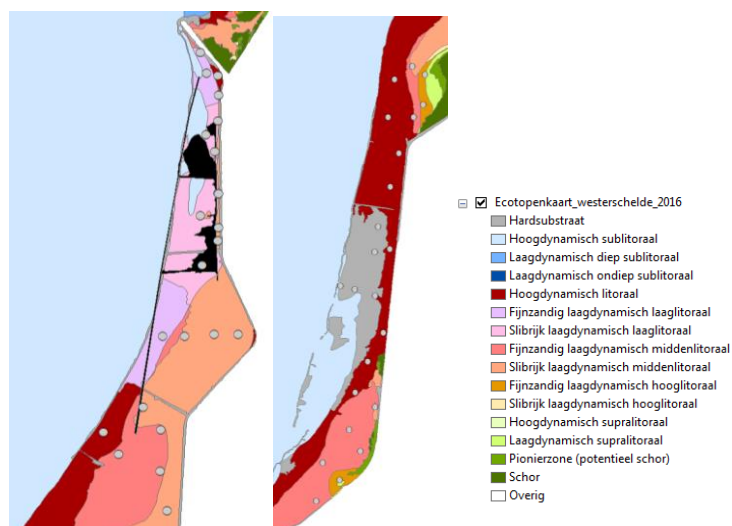 Ecotopenkaart_westerschelde_2016
Hardsubstraat
Hoogdynamisch sublitoraal
Laagdynamisch diep sublitoraal
Laagdynamisch ondiep sublitoraal
Hoogdynamisch litoraal
Fijnzandig laagdynamisch laaglitoraal
Slibrijk laagdynamisch laaglitoraal
Fijnzandig laagdynamisch middenlitoraal
Slibrijk laagdynamisch middenlitoraal
Fijnzandig laagdynamisch hooglitoraal
Slibrijk laagdynamisch hooglitoraal
Hoogdynamisch supralitoraal
Laagdynamisch supralitoraal
Pionierzone (potentieel schor)
Schor
Overig